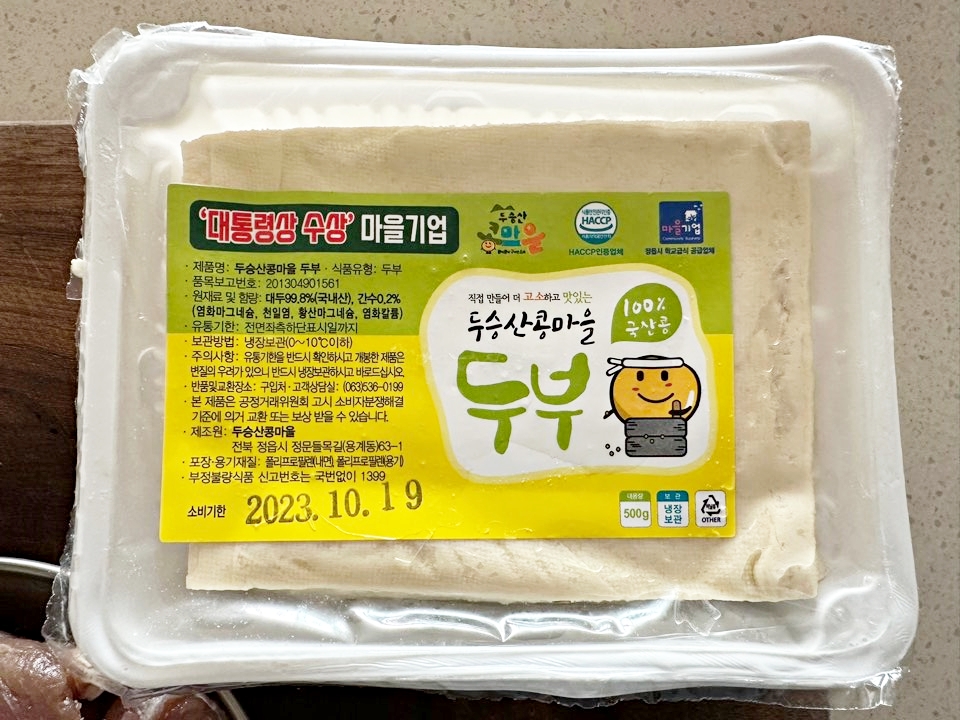 '대통령상 수상' 마을기업
두승산
콩마을
HACCP
HACCP인증업체
마을기업
정읍시 학교급식 공급업체
· 제품명: 두승산콩마을 두부 · 식품유형: 두부
· 품목보고번호: 201304901561
· 원재료 및 함량: 대두99.8%(국내산), 간수0.2%
(염화마그네슘, 천일염, 황산마그네슘, 염화칼륨)
· 유통기한: 전면좌측하단표시일까지
· 보관방법: 냉장보관(0~10℃이하)
· 주의사항: 유통기한을 반드시 확인하시고 개봉한 제품은
변질의 우려가 있으니 반드시 냉장보관하시고 바로드십시오.
· 반품및교환장소: 구입처 · 고객상담실: (063)536-0199
· 본 제품은 공정거래위원회 고시 소비자분쟁해결
기준에 의거 교환 또는 보상 받을 수 있습니다.
· 제조원: 두승산콩마을
전북 정읍시 정문들목길(용계동)63-1
· 포장·용기재질: 폴리프로필렌(내면), 폴리프로필렌(용기)
· 부정불량식품 신고번호는 국번없이 1399
소비기한 2023.10.19
직접 만들어 더 고소하고 맛있는
두승산콩마을
두부
100%
국산콩
내용량
500g
보관
냉장
보관
OTHER